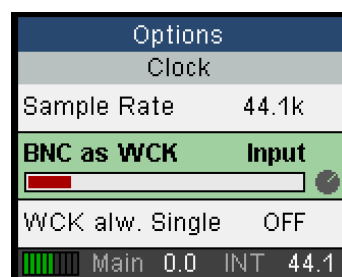 Options
Clock
Sample Rate 44.1k
BNC as WCK Input
WCK alw. Single OFF
Main 0.0 INT 44.1